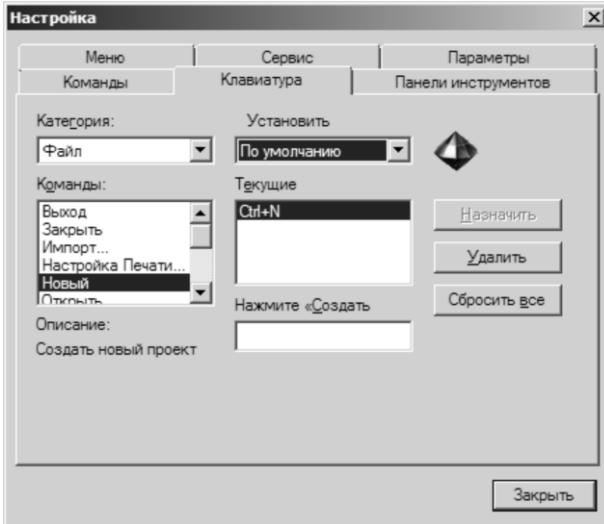 Настройка
Меню Сервис Параметры
Команды Клавиатура Панели инструментов
Категория: Установить
Файл По умолчанию
Команды: Текущие
Выход Ctrl+N
Закрыть
Импорт... Назначить
Настройка Печати...
Новый Удалить
Открыть
Нажмите «Создать Сбросить все
Описание:
Создать новый проект
Закрыть